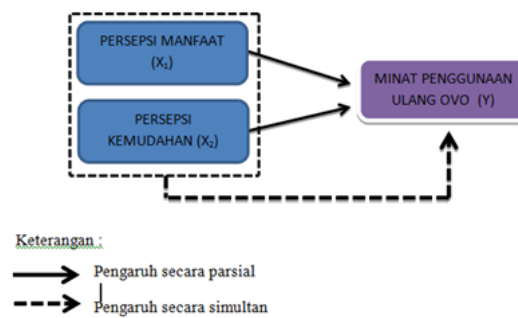 PERSEPSI MANFAAT
(X₁)
PERSEPSI
KEMUDAHAN (X₂)
MINAT PENGGUNAAN
ULANG OVO (Y)
Keterangan :
Pengaruh secara parsial
Pengaruh secara simultan